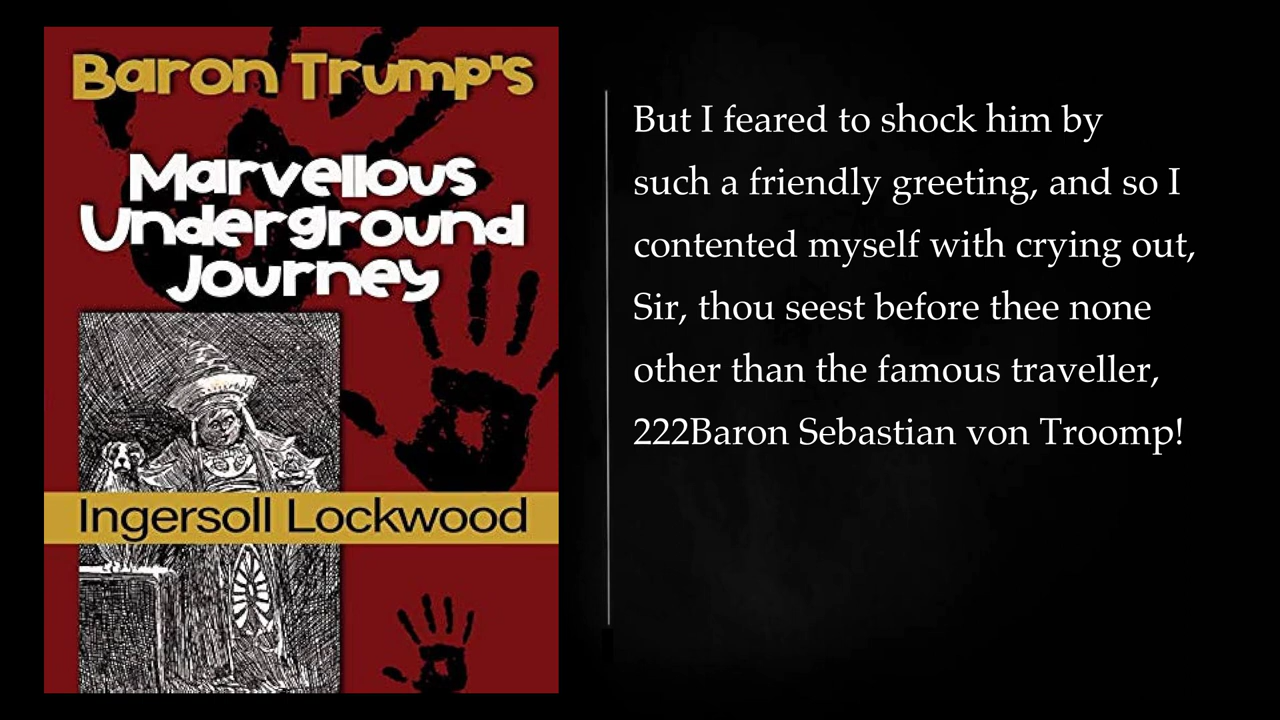 Baron Trump's
Marvellous
Underground
Journey
Ingersoll Lockwood
But I feared to shock him by
such a friendly greeting, and so I
contented myself with crying out,
Sir, thou seest before thee none
other than the famous traveller,
222Baron Sebastian von Troomp!